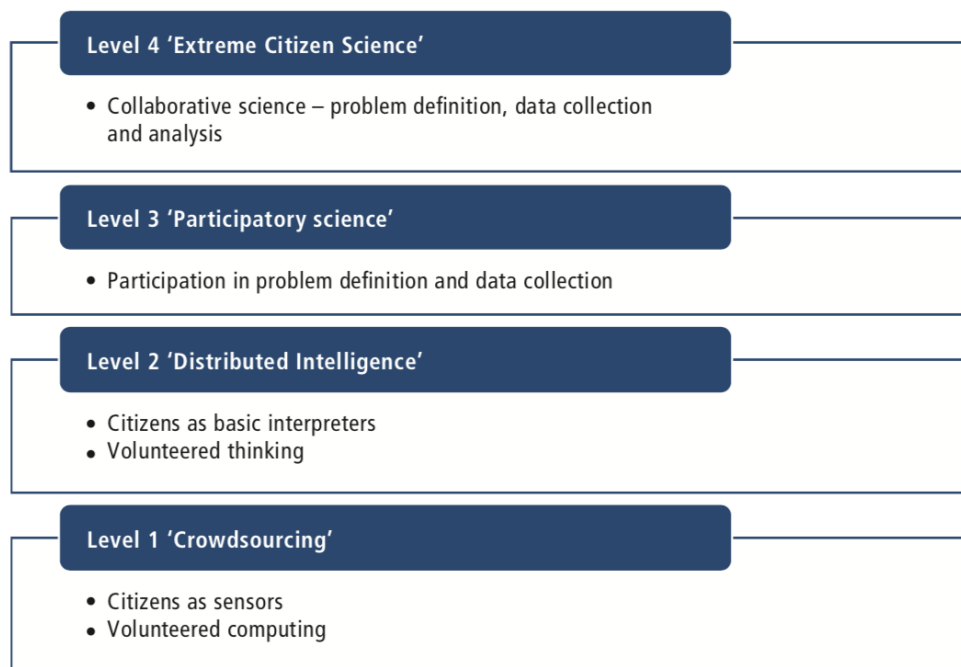 Level 4 ‘Extreme Citizen Science’
• Collaborative science – problem definition, data collection
and analysis
Level 3 ‘Participatory science’
• Participation in problem definition and data collection
Level 2 ‘Distributed Intelligence’
• Citizens as basic interpreters
• Volunteered thinking
Level 1 ‘Crowdsourcing’
• Citizens as sensors
• Volunteered computing